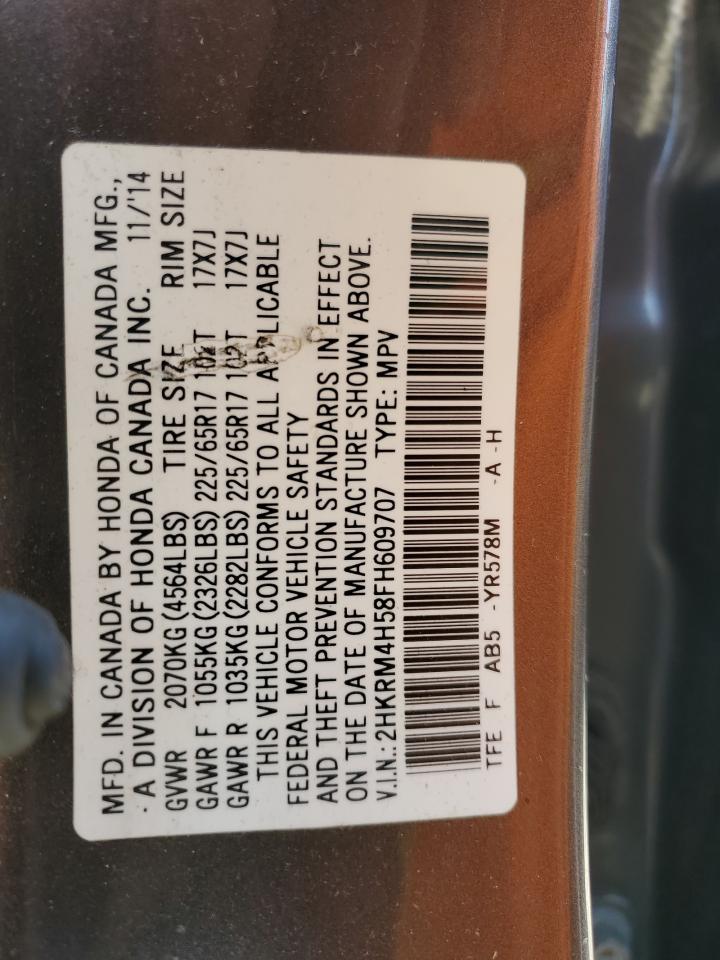 MFD. IN CANADA BY HONDA OF CANADA MFG.,
A DIVISION OF HONDA CANADA INC. 11/'14
GVWR 2070KG(4564LBS) TIRE SIZE RIM SIZE
GAWR F 1055KG(2326LBS) 225/65R17 102T 17X7J
GAWR R 1035KG(2282LBS) 225/65R17 102T 17X7J
THIS VEHICLE CONFORMS TO ALL APPLICABLE
FEDERAL MOTOR VEHICLE SAFETY
AND THEFT PREVENTION STANDARDS IN EFFECT
ON THE DATE OF MANUFACTURE SHOWN ABOVE.
V.I.N.: 2HKRM4H58FH609707 TYPE: MPV
TFE F AB5 -YR578M -A -H